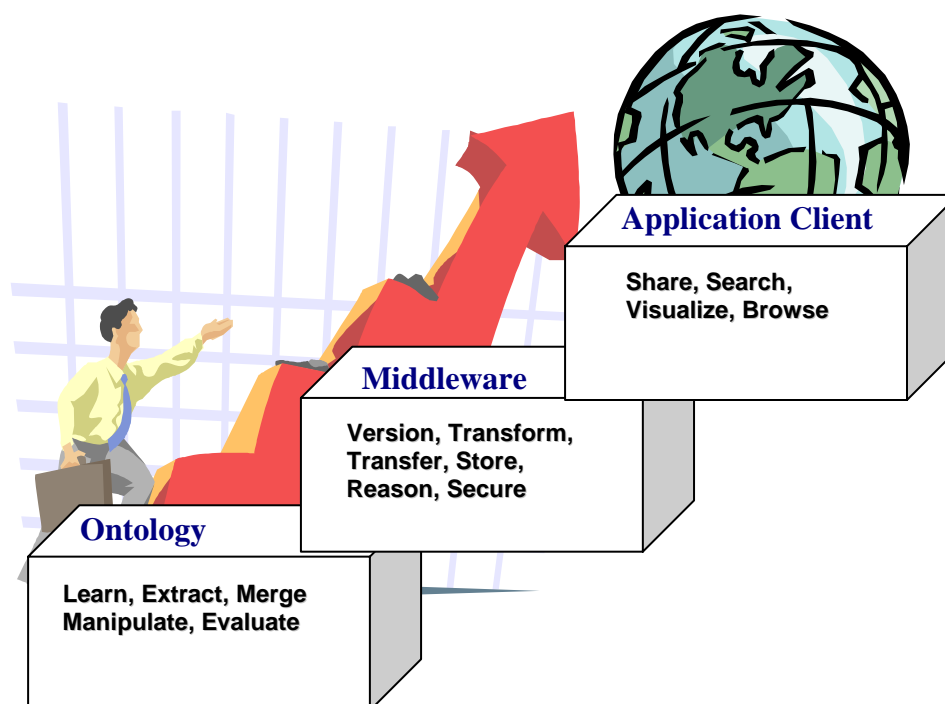 Application Client
Share, Search,
Visualize, Browse
Middleware
Version, Transform,
Transfer, Store,
Reason, Secure
Ontology
Learn, Extract, Merge
Manipulate, Evaluate